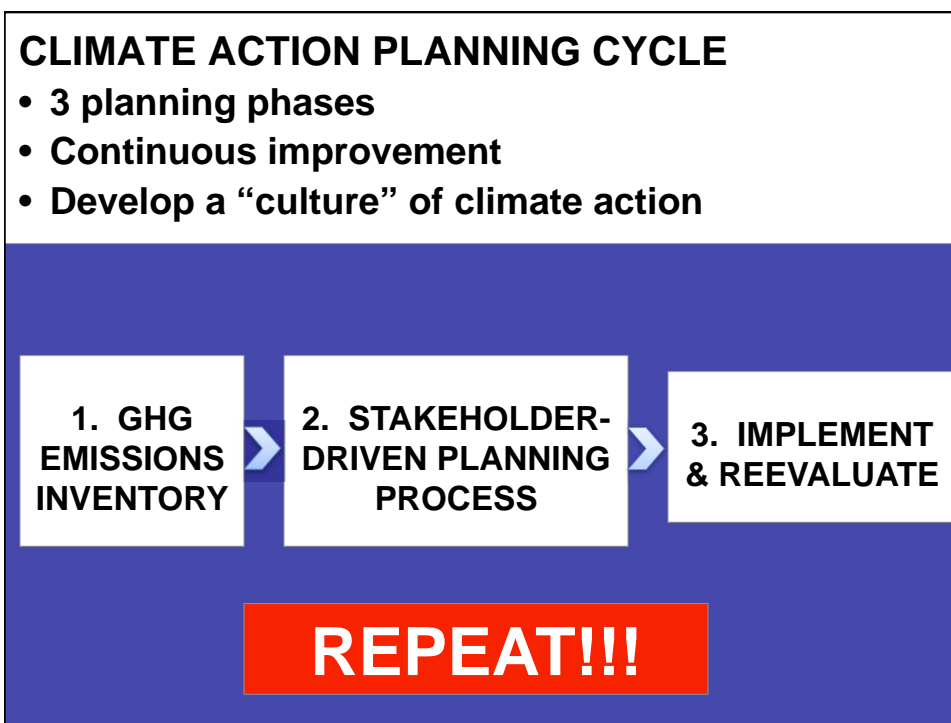 CLIMATE ACTION PLANNING CYCLE
• 3 planning phases
• Continuous improvement
• Develop a “culture” of climate action
1. GHG
EMISSIONS
INVENTORY
2. STAKEHOLDER-
DRIVEN PLANNING
PROCESS
3. IMPLEMENT
& REEVALUATE
REPEAT!!!